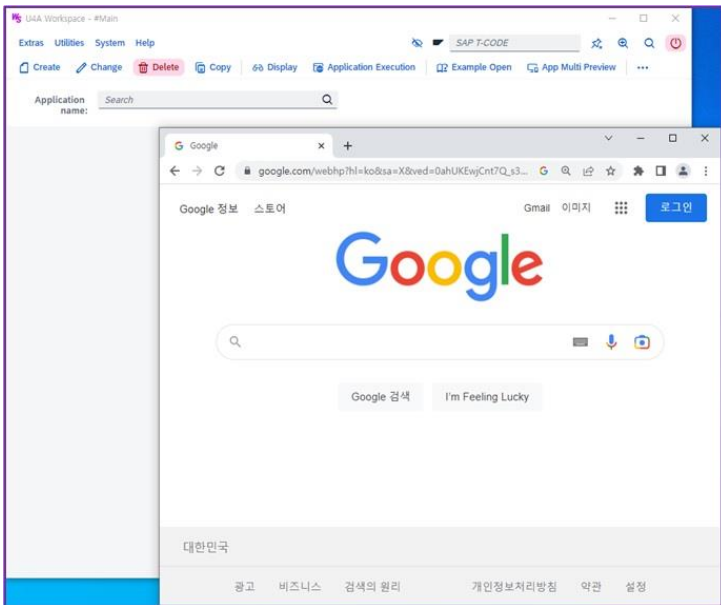 U4A Workspace - #Main
Extras Utilities System Help
SAP T-CODE
Create Change Delete Copy Display Application Execution Example Open App Multi Preview
Application name:
Search
Google
google.com/webhp?hl=ko&sa=X&ved=0ahUKEwjCnt7Q_s3...
Google 정보 스토어 Gmail 이미지 로그인
Google
Google 검색 I'm Feeling Lucky
대한민국
광고 비즈니스 검색의 원리 개인정보처리방침 약관 설정